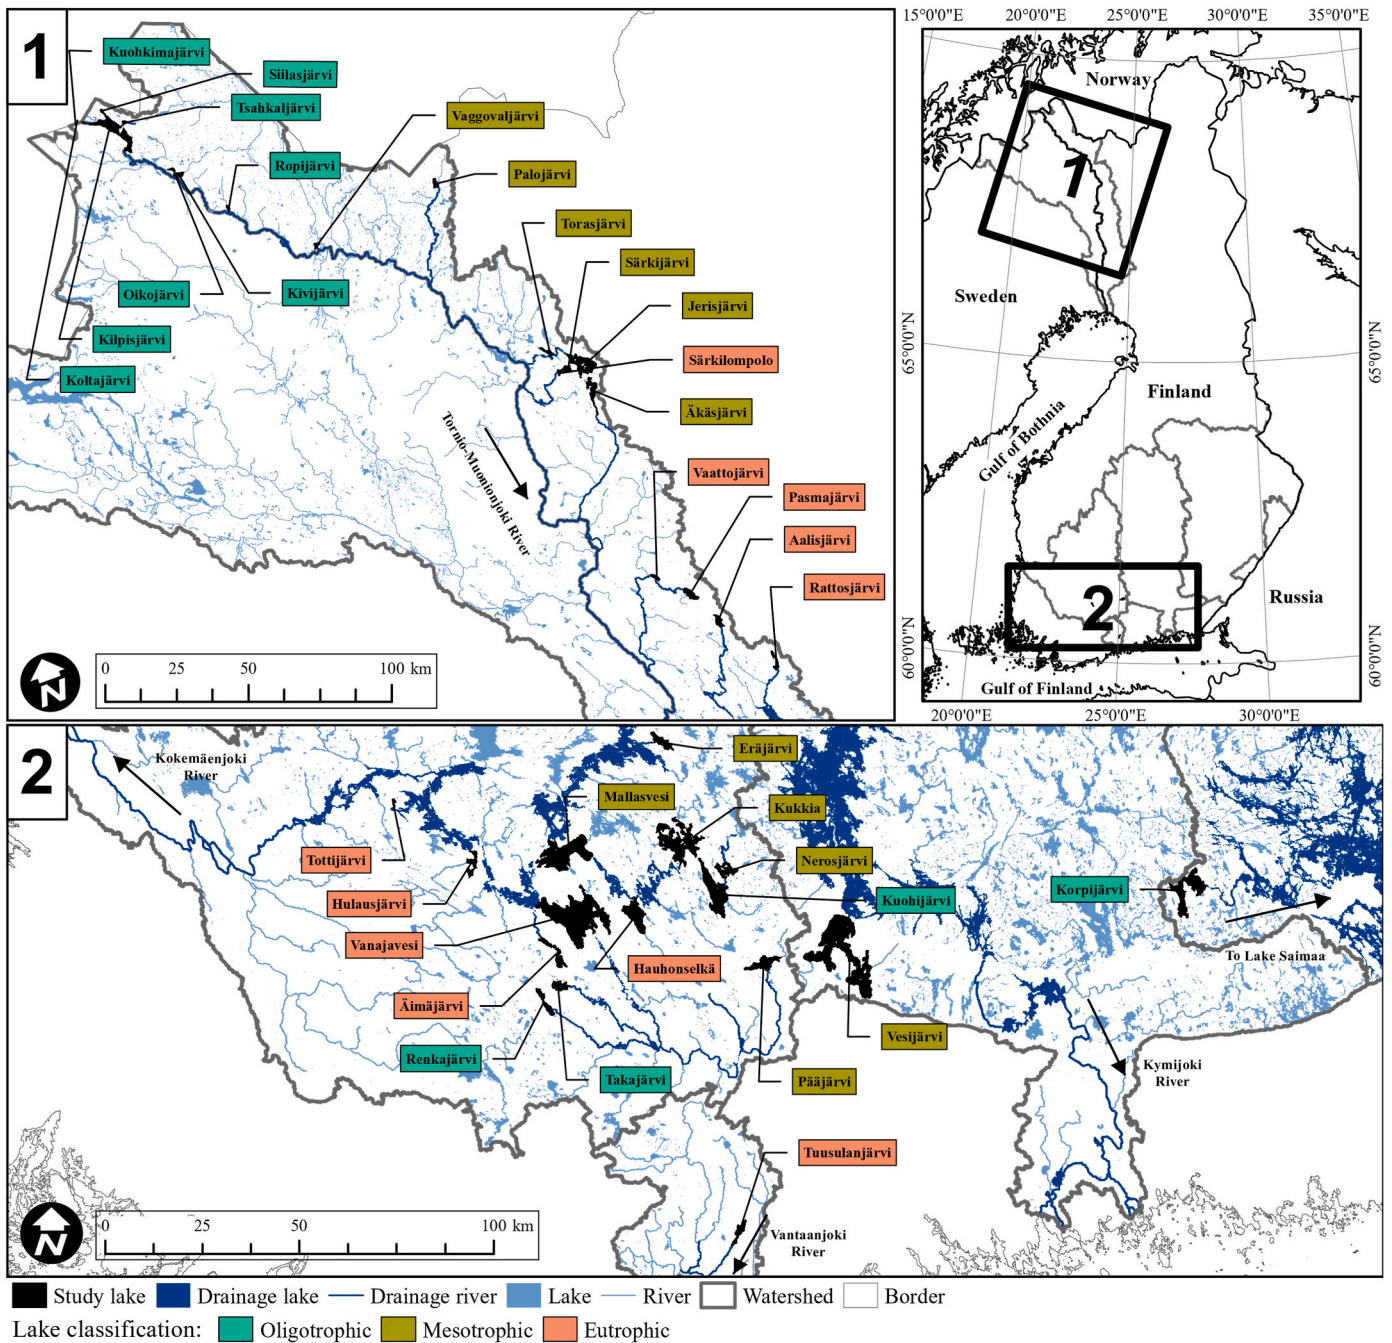 1
Kuohkimajärvi
Siilasjärvi
Tsahkaljärvi
Vaggovaljärvi
Ropijärvi
Palojärvi
Torasjärvi
Särkijärvi
Oikojärvi
Kivijärvi
Jerisjärvi
Kilpisjärvi
Särkilompolo
Koltajärvi
Äkäsjärvi
Tornio-Muonionjoki River
Vaattojärvi
Pasmajärvi
Aalisjärvi
Rattosjärvi
N
0 25 50 100 km
15°0'0"E 20°0'0"E 25°0'0"E 30°0'0"E 35°0'0"E
Norway
1
Sweden
65°0'0"N
65°0'0"N
Finland
Gulf of Bothnia
2
Russia
60°0'0"N
60°0'0"N
Gulf of Finland
20°0'0"E 25°0'0"E 30°0'0"E
2
Kokemäenjoki
River
Eräjärvi
Mallasvesi
Kukkia
Tottijärvi
Nerosjärvi
Hulausjärvi
Kuohijärvi
Korpijärvi
Vanajavesi
Hauhonselkä
To Lake Saimaa
Äimäjärvi
Vesijärvi
Renkajärvi
Takajärvi
Pääjärvi
Kymijoki
River
Tuusulanjärvi
Vantaanjoki
River
N
0 25 50 100 km
Study lake Drainage lake Drainage river Lake River Watershed Border
Lake classification: Oligotrophic Mesotrophic Eutrophic